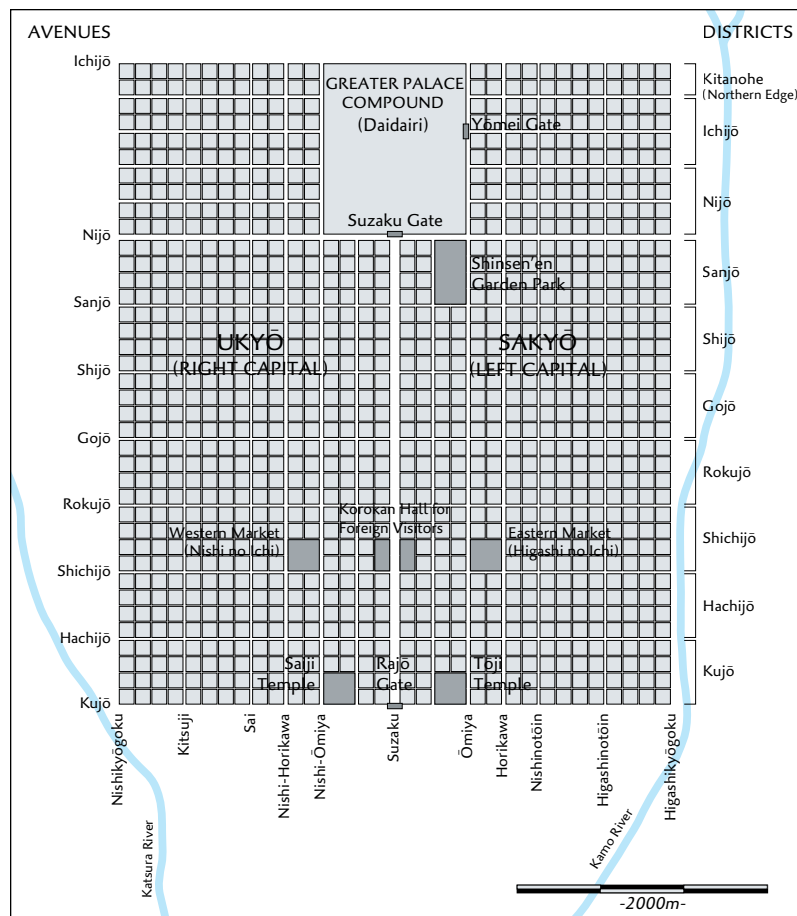 AVENUES
DISTRICTS
Ichijō
Nijō
Sanjō
Shijō
Gojō
Rokujō
Shichijō
Hachijō
Kujō
GREATER PALACE
COMPOUND
(Daidairi)
Yōmei Gate
Suzaku Gate
Shinsen'en
Garden Park
UKYŌ
(RIGHT CAPITAL)
SAKYŌ
(LEFT CAPITAL)
Kōrokan Hall for
Foreign Visitors
Western Market
(Nishi no Ichi)
Eastern Market
(Higashi no Ichi)
Saiji
Temple
Rajō
Gate
Tōji
Temple
Kitanohe
(Northern Edge)
Ichijō
Nijō
Sanjō
Shijō
Gojō
Rokujō
Shichijō
Hachijō
Kujō
Nishikyōgoku
Kitsuji
Sai
Nishi-Horikawa
Nishi-Ōmiya
Suzaku
Ōmiya
Horikawa
Nishinotōin
Higashinotōin
Higashikyōgoku
Katsura River
Kamo River
-2000m-